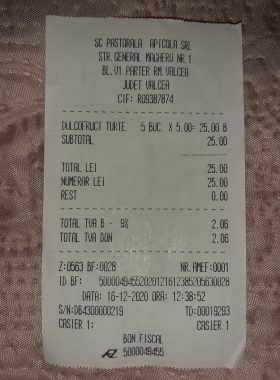 SC PASTORALA APICOLA SRL
STR.GENERAL MAGHERU NR.1
BL.V1 PARTER RM.VALCEA
JUDET VALCEA
CIF: RO9387874
DULCOFRUCT TURTE 5 BUC. X 5.00= 25.00 B
SUBTOTAL 25.00
TOTAL LEI 25.00
NUMERAR LEI 25.00
REST 0.00
TOTAL TVA B - 9% 2.06
TOTAL TVA BON 2.06
Z:0563 BF:0028 NR.AMEF:0001
ID BF: 50000494552020121612385205630028
DATA: 16-12-2020 ORA: 12:38:52
S/N:DB4300000219 TD:00019293
CASIER 1: CASIER 1
BON FISCAL
5000049455